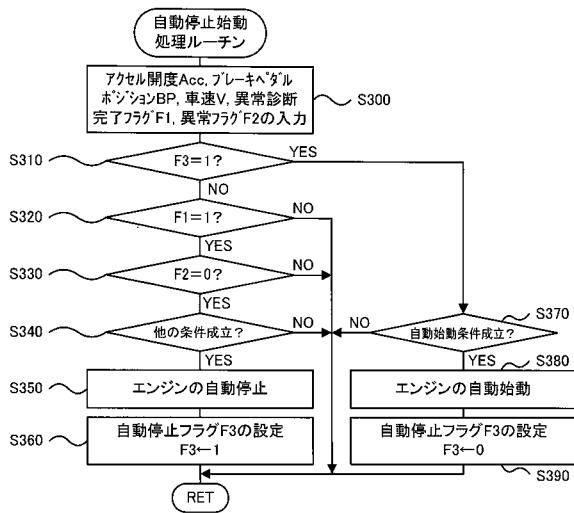 自動停止始動
処理ルーチン
アクセル開度Acc, ブレーキペダル
ポジションBP, 車速V, 異常診断
完了フラグF1, 異常フラグF2の入力
S300
S310
F3=1?
YES
NO
S320
F1=1?
NO
YES
S330
F2=0?
NO
YES
S340
他の条件成立?
NO
YES
S370
自動始動条件成立?
NO
YES
S350
エンジンの自動停止
S380
エンジンの自動始動
S360
自動停止フラグF3の設定
F3←1
自動停止フラグF3の設定
F3←0
S390
RET